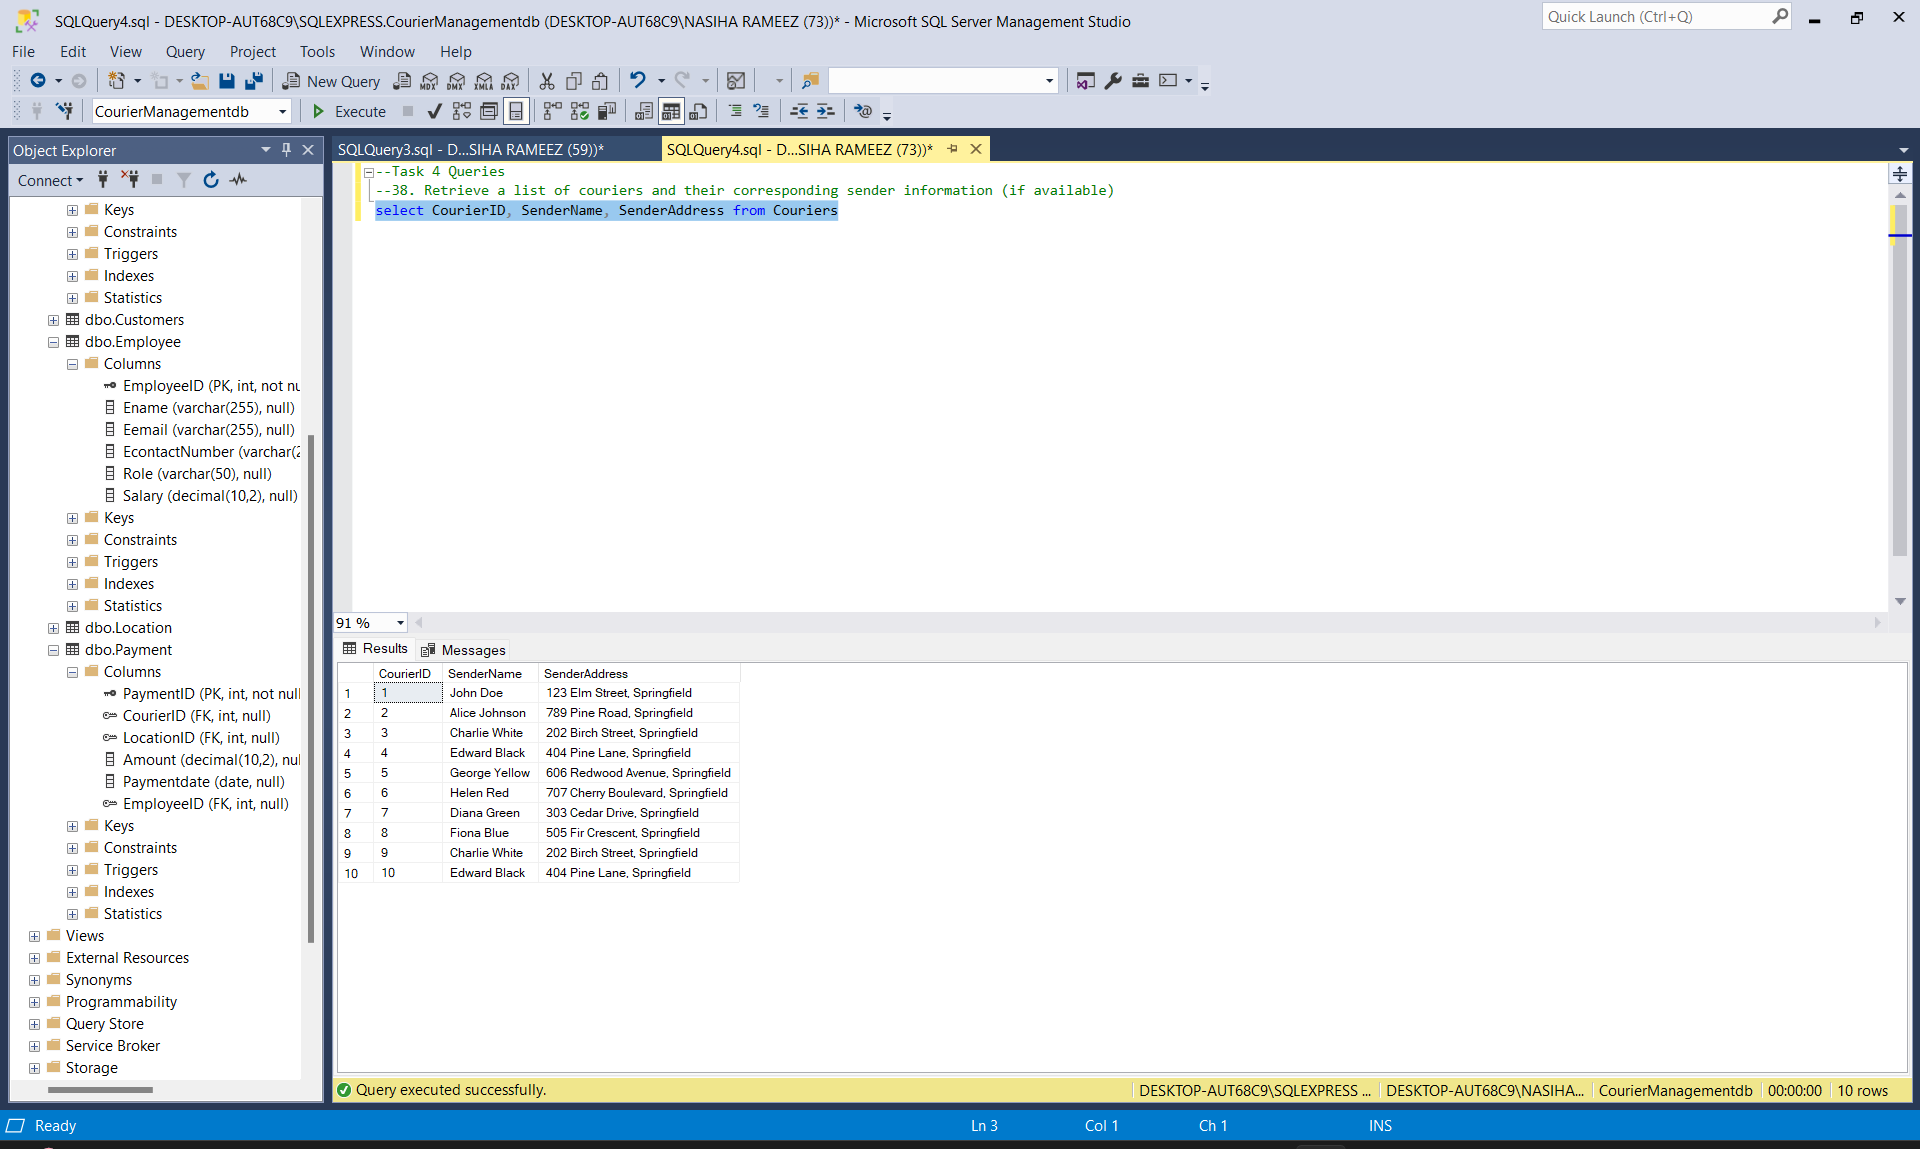 SQLQuery4.sql - DESKTOP-AUT68C9\SQLEXPRESS.CourierManagementdb (DESKTOP-AUT68C9\NASIHA RAMEEZ (73))* - Microsoft SQL Server Management Studio
Quick Launch (Ctrl+Q)
File Edit View Query Project Tools Window Help
New Query MDX DMX XMLA DAX
CourierManagementdb Execute
Object Explorer
SQLQuery3.sql - D...SIHA RAMEEZ (59))*
SQLQuery4.sql - D...SIHA RAMEEZ (73))*
Connect
Keys
Constraints
Triggers
Indexes
Statistics
dbo.Customers
dbo.Employee
Columns
EmployeeID (PK, int, not nu
Ename (varchar(255), null)
Eemail (varchar(255), null)
EcontactNumber (varchar(2
Role (varchar(50), null)
Salary (decimal(10,2), null)
Keys
Constraints
Triggers
Indexes
Statistics
dbo.Location
dbo.Payment
Columns
PaymentID (PK, int, not null
CourierID (FK, int, null)
LocationID (FK, int, null)
Amount (decimal(10,2), nul
Paymentdate (date, null)
EmployeeID (FK, int, null)
Keys
Constraints
Triggers
Indexes
Statistics
Views
External Resources
Synonyms
Programmability
Query Store
Service Broker
Storage
--Task 4 Queries
--38. Retrieve a list of couriers and their corresponding sender information (if available)
select CourierID, SenderName, SenderAddress from Couriers
91 %
Results Messages
CourierID SenderName SenderAddress
1 1 John Doe 123 Elm Street, Springfield
2 2 Alice Johnson 789 Pine Road, Springfield
3 3 Charlie White 202 Birch Street, Springfield
4 4 Edward Black 404 Pine Lane, Springfield
5 5 George Yellow 606 Redwood Avenue, Springfield
6 6 Helen Red 707 Cherry Boulevard, Springfield
7 7 Diana Green 303 Cedar Drive, Springfield
8 8 Fiona Blue 505 Fir Crescent, Springfield
9 9 Charlie White 202 Birch Street, Springfield
10 10 Edward Black 404 Pine Lane, Springfield
Query executed successfully.
DESKTOP-AUT68C9\SQLEXPRESS ... DESKTOP-AUT68C9\NASIHA... CourierManagementdb 00:00:00 10 rows
Ready Ln 3 Col 1 Ch 1 INS